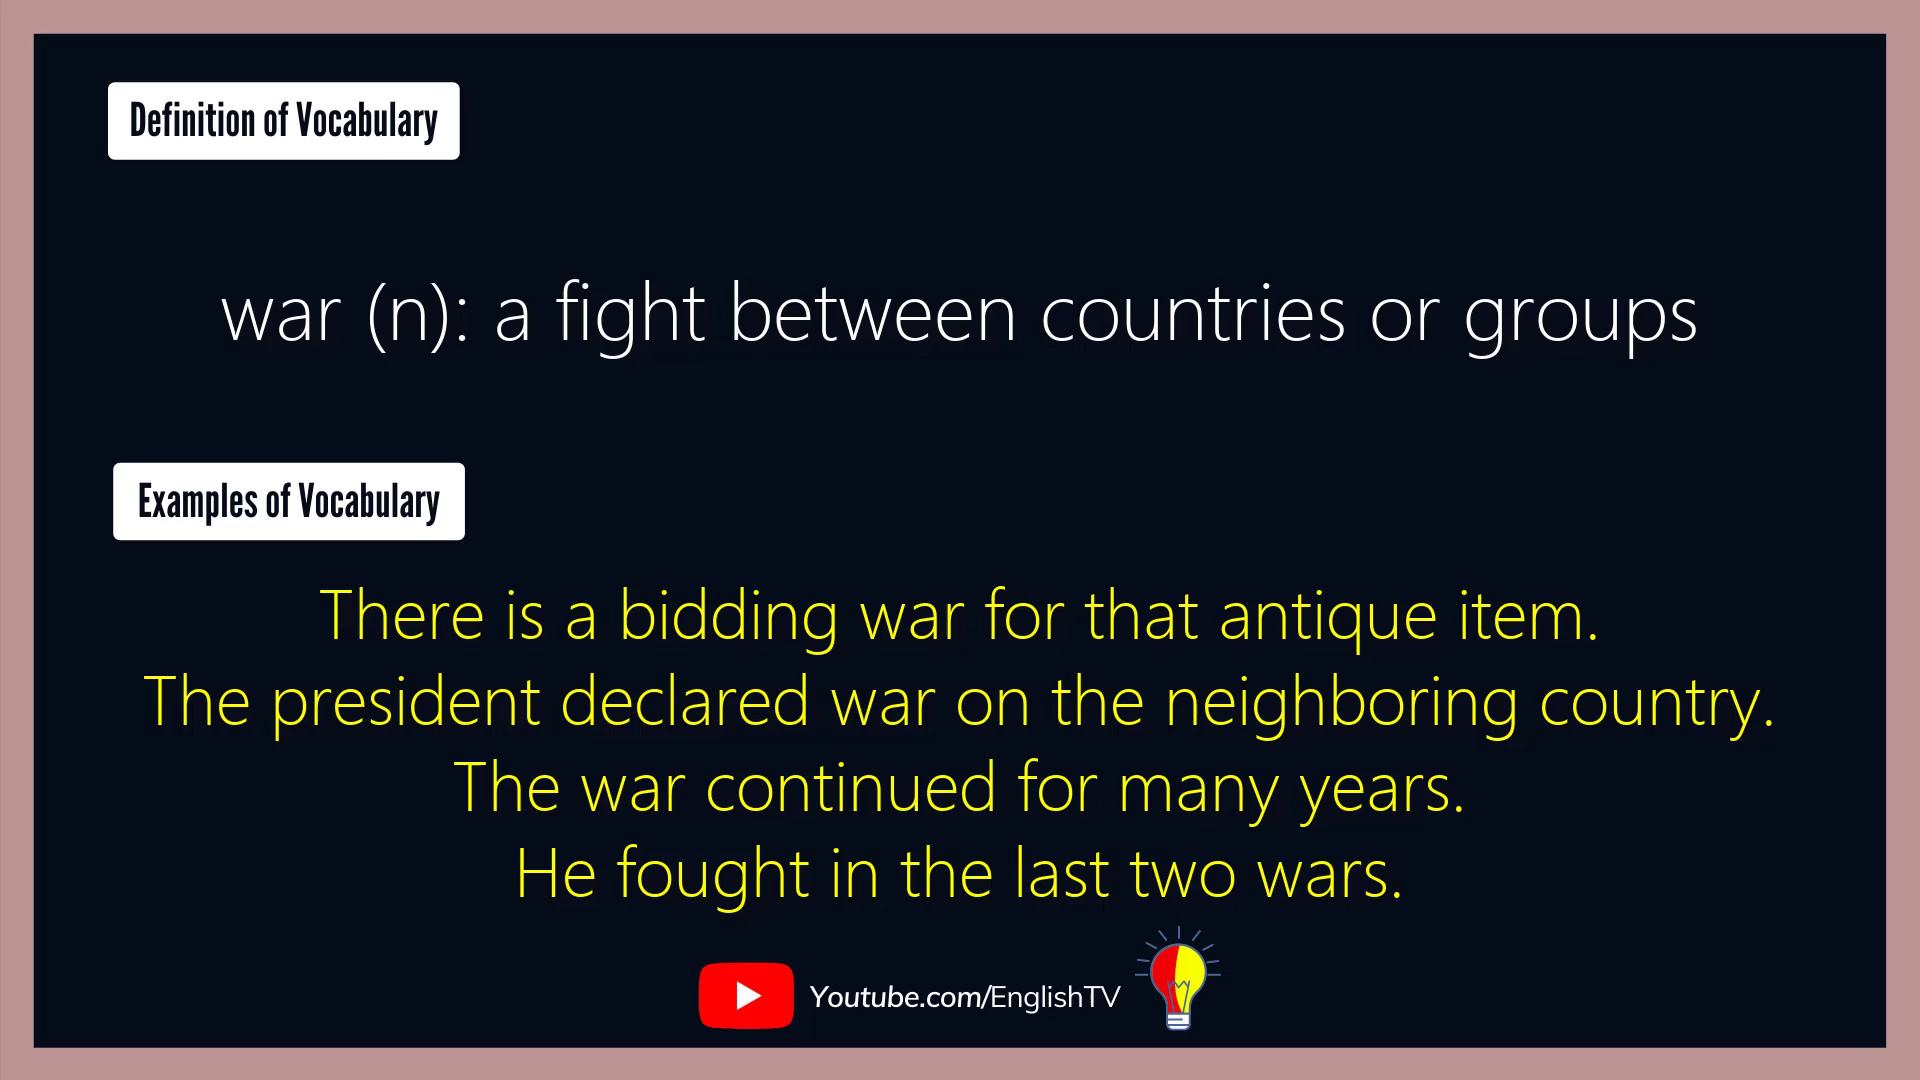 Definition of Vocabulary
war (n): a fight between countries or groups
Examples of Vocabulary
There is a bidding war for that antique item.
The president declared war on the neighboring country.
The war continued for many years.
He fought in the last two wars.
Youtube.com/EnglishTV